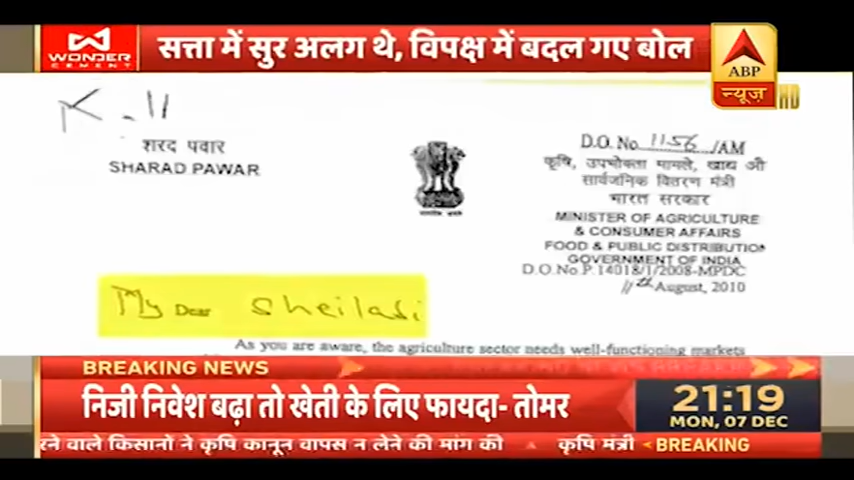 WONDER
CEMENT
सत्ता में सुर अलग थे, विपक्ष में बदल गए बोल
ABP
न्यूज़
HD
शरद पवार
SHARAD PAWAR
D.O. No. 1156 /AM
कृषि, उपभोक्ता मामले, खाद्य औ
सार्वजनिक वितरण मंत्री
भारत सरकार
MINISTER OF AGRICULTURE
& CONSUMER AFFAIRS
FOOD & PUBLIC DISTRIBUTION
GOVERNMENT OF INDIA
D.O.No.P.14018/1/2008-MPDC
11th August, 2010
My Dear Sheilaji
As you are aware, the agriculture sector needs well-functioning markets
BREAKING NEWS
निजी निवेश बढ़ा तो खेती के लिए फायदा- तोमर
21:19
MON, 07 DEC
रने वाले किसानों ने कृषि कानून वापस न लेने की मांग की कृषि मंत्री
BREAKING